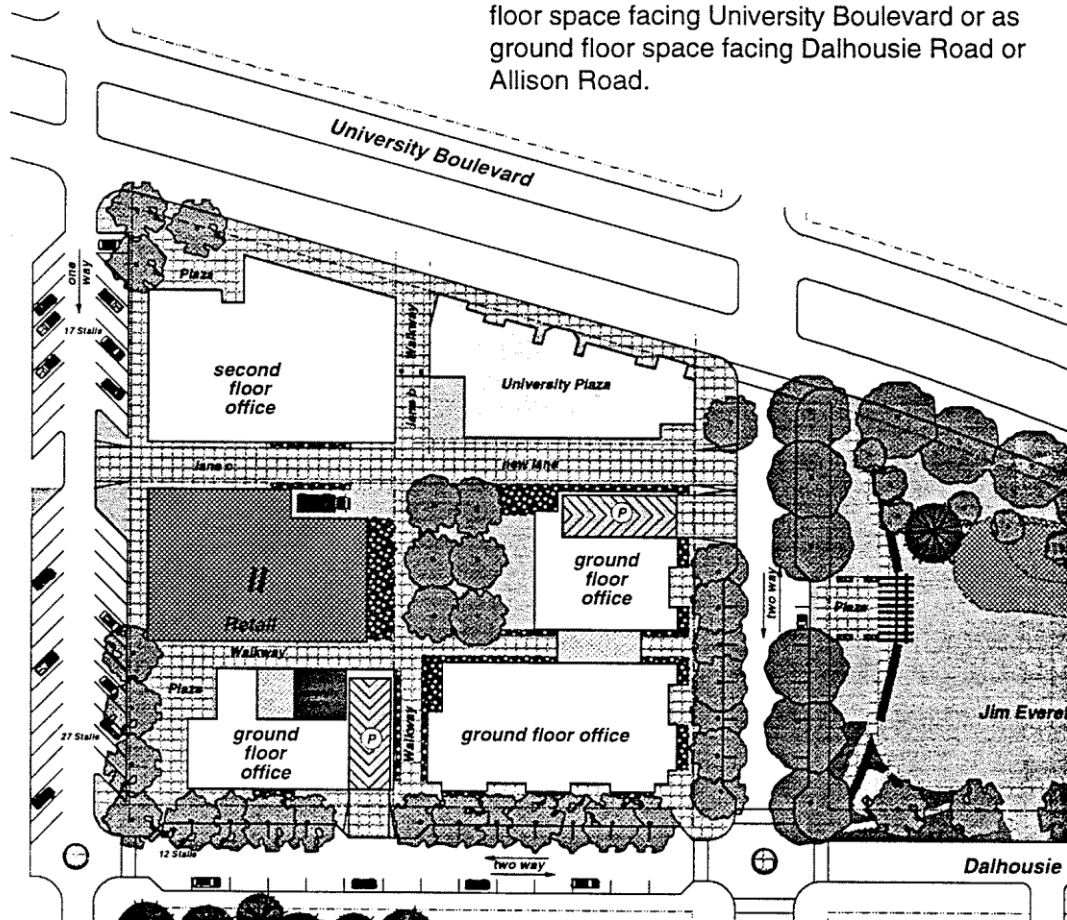 floor space facing University Boulevard or as
ground floor space facing Dalhousie Road or
Allison Road.
University Boulevard
one
way
Plaza
17 Stalls
second
floor
office
Walkway
University Plaza
new lane
II
Retail
P
ground
floor
office
two way
Plaza
Walkway
Plaza
27 Stalls
ground
floor
office
P
Walkway
ground floor office
Jim Everet
12 Stalls
two way
Dalhousie